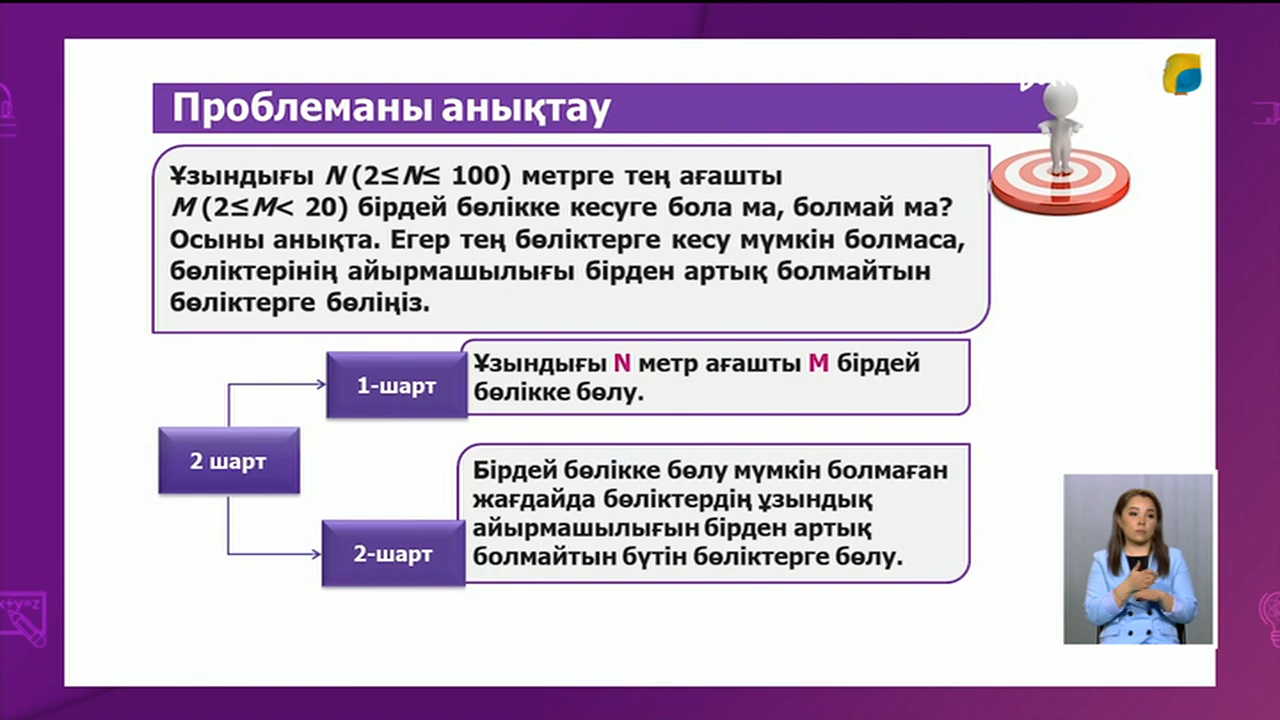 Проблеманы анықтау
Ұзындығы N (2≤N≤ 100) метрге тең ағашты
M (2≤M< 20) бірдей бөлікке кесуге бола ма, болмай ма?
Осыны анықта. Егер тең бөліктерге кесу мүмкін болмаса,
бөліктерінің айырмашылығы бірден артық болмайтын
бөліктерге бөліңіз.
1-шарт
Ұзындығы N метр ағашты M бірдей
бөлікке бөлу.
2 шарт
2-шарт
Бірдей бөлікке бөлу мүмкін болмаған
жағдайда бөліктердің ұзындық
айырмашылығын бірден артық
болмайтын бүтін бөліктерге бөлу.
x+y=z